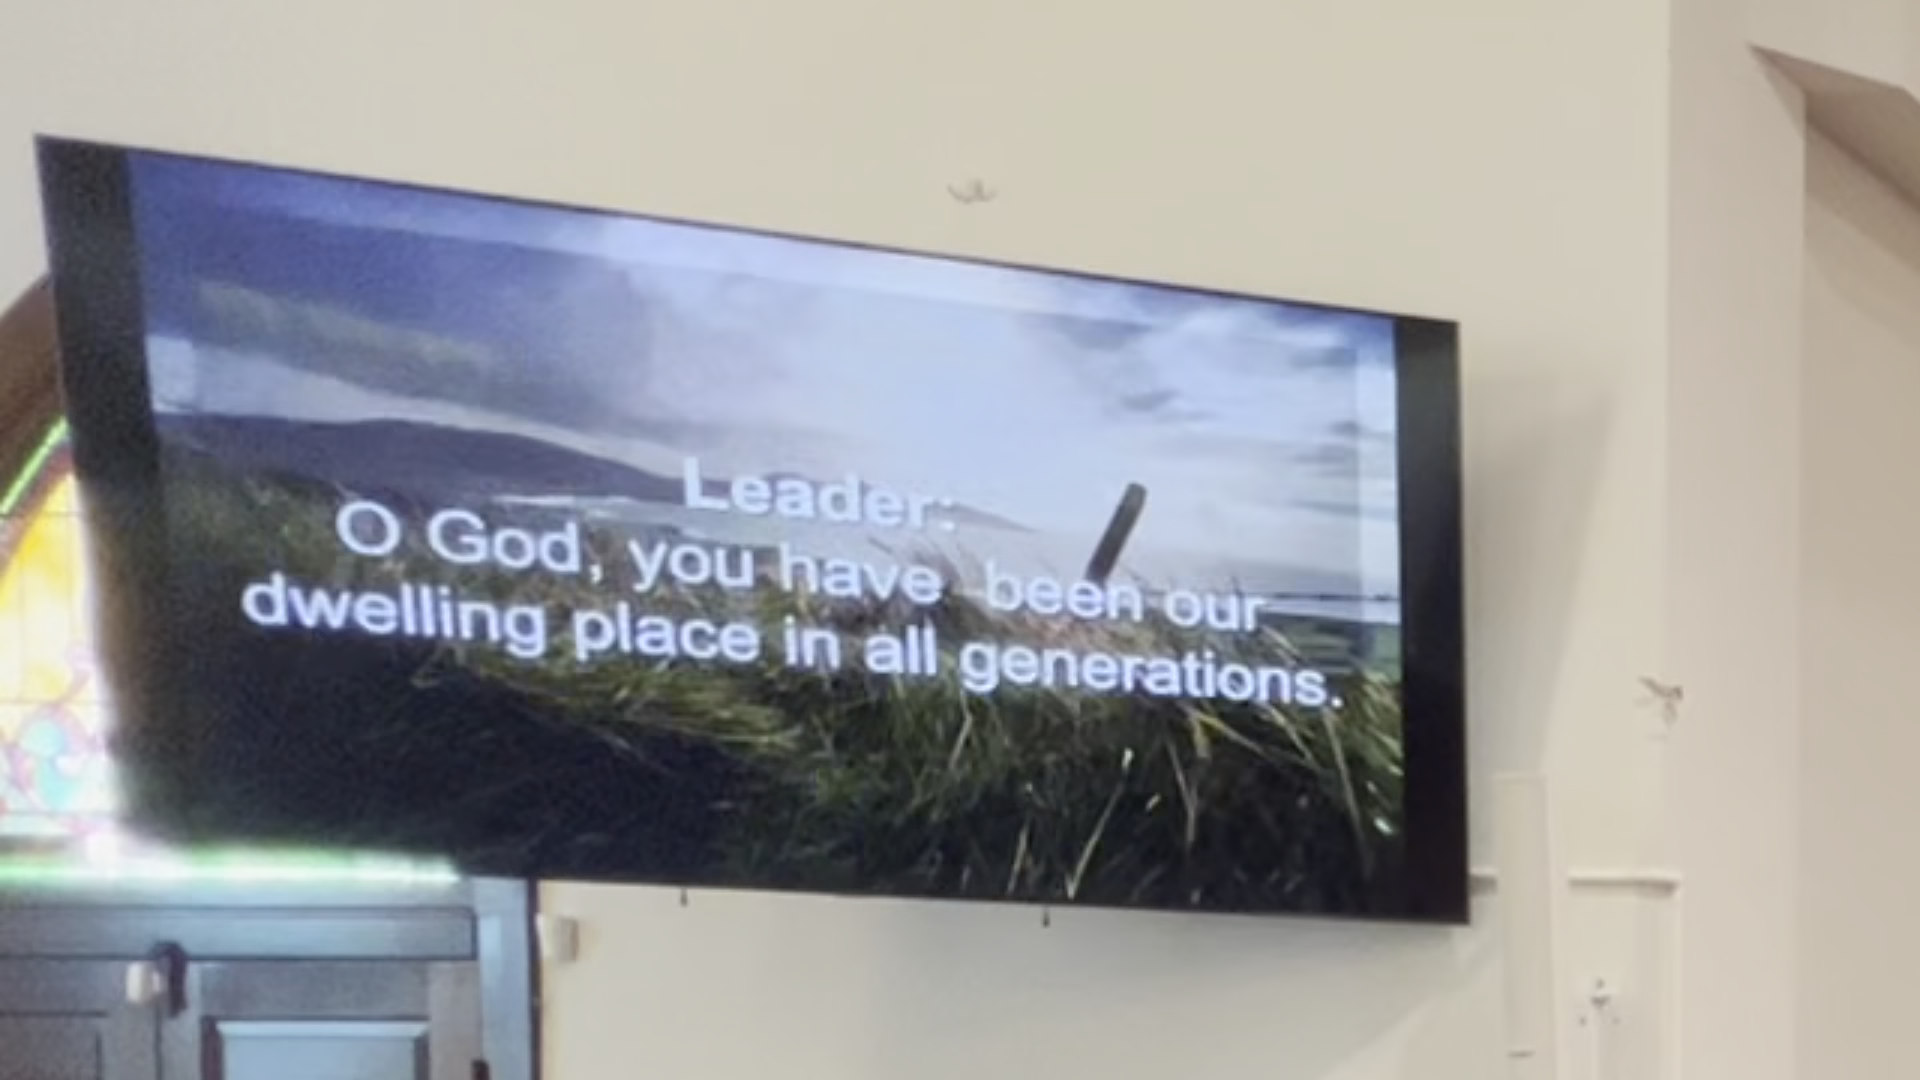 Leader:
O God, you have been our
dwelling place in all generations.